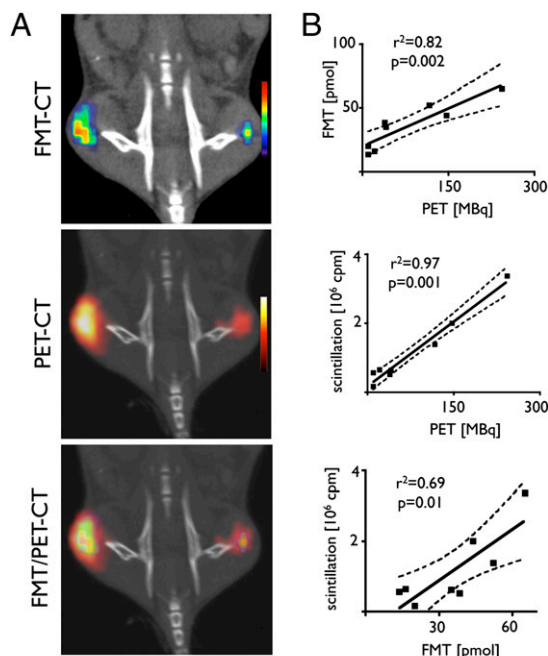 A
FMT-CT
PET-CT
FMT/PET-CT
B
r²=0.82
p=0.002
FMT [pmol]
100
50
150
300
PET [MBq]
r²=0.97
p=0.001
scintillation [10⁶ cpm]
4
2
150
300
PET [MBq]
r²=0.69
p=0.01
scintillation [10⁶ cpm]
4
2
0
30
60
FMT [pmol]